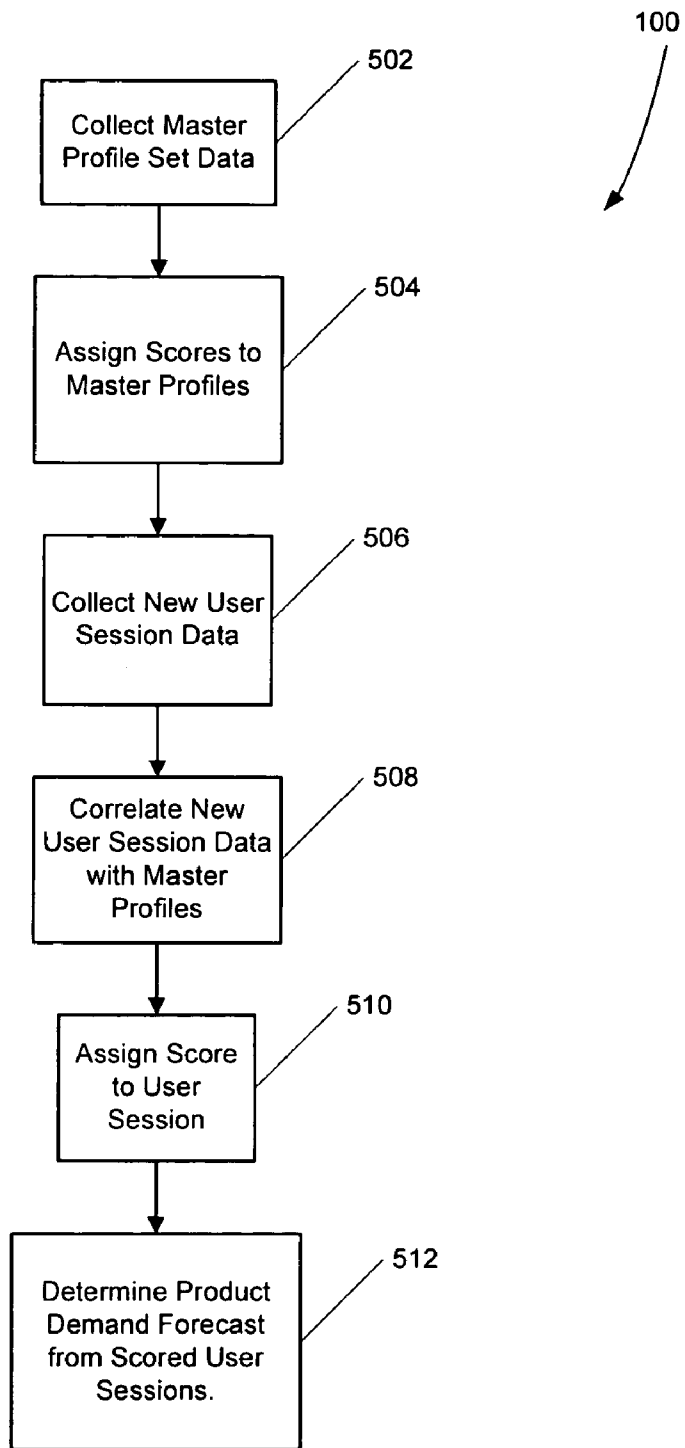 100
502
Collect Master
Profile Set Data
504
Assign Scores to
Master Profiles
506
Collect New User
Session Data
508
Correlate New
User Session Data
with Master
Profiles
510
Assign Score
to User
Session
512
Determine Product
Demand Forecast
from Scored User
Sessions.